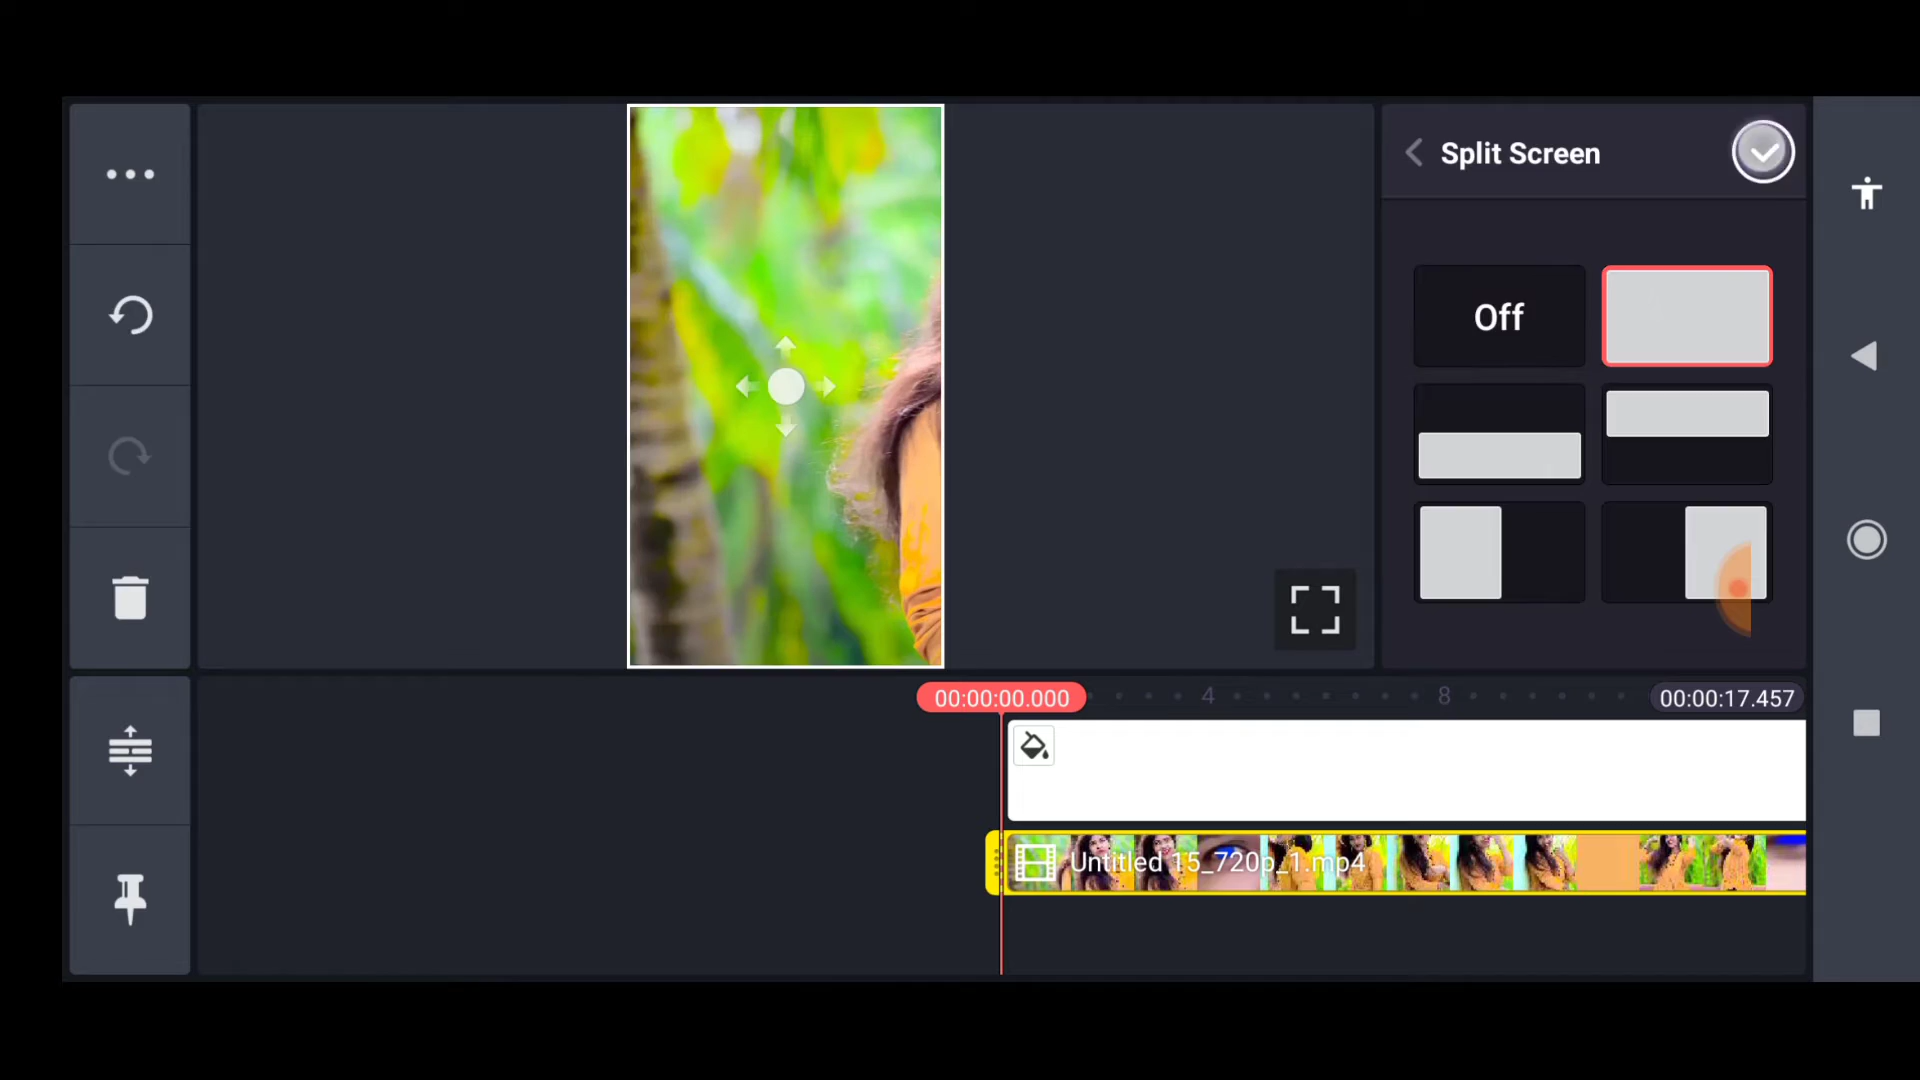 Split Screen
Off
00:00:00.000
4
8
00:00:17.457
Untitled 15_720p_1.mp4